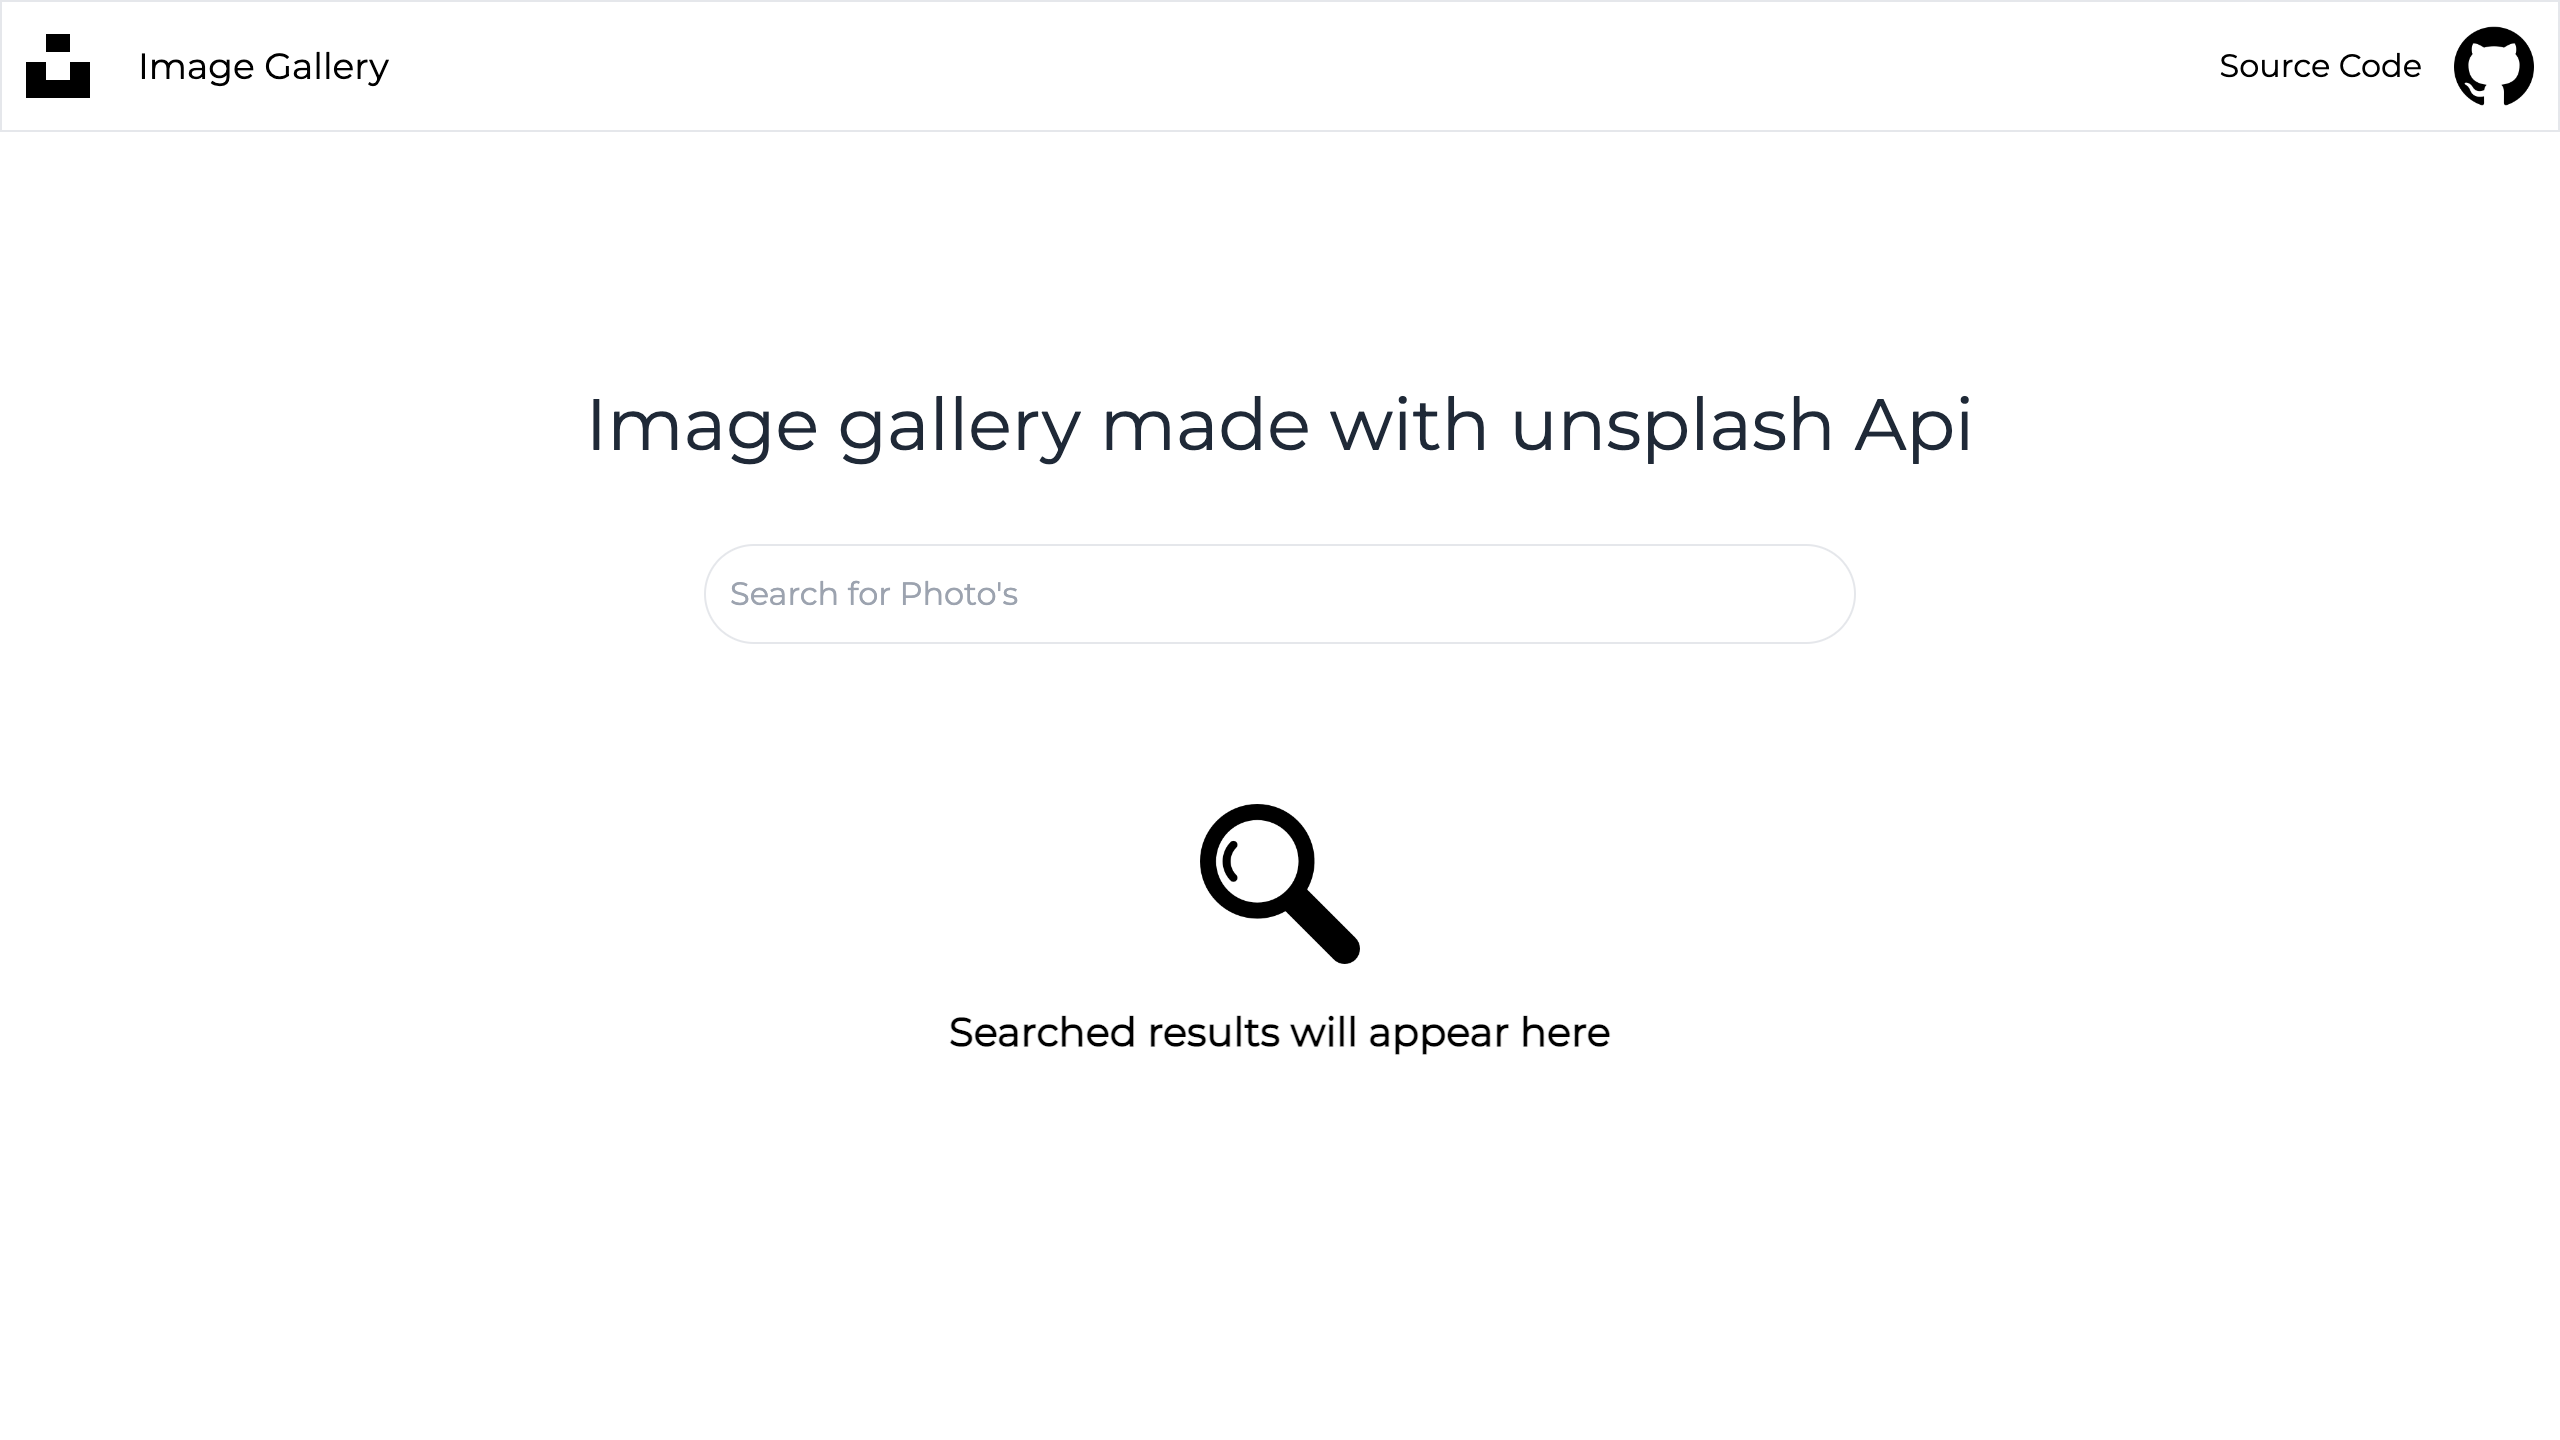 Image Gallery
Source Code
Image gallery made with unsplash Api
Search for Photo's
Searched results will appear here